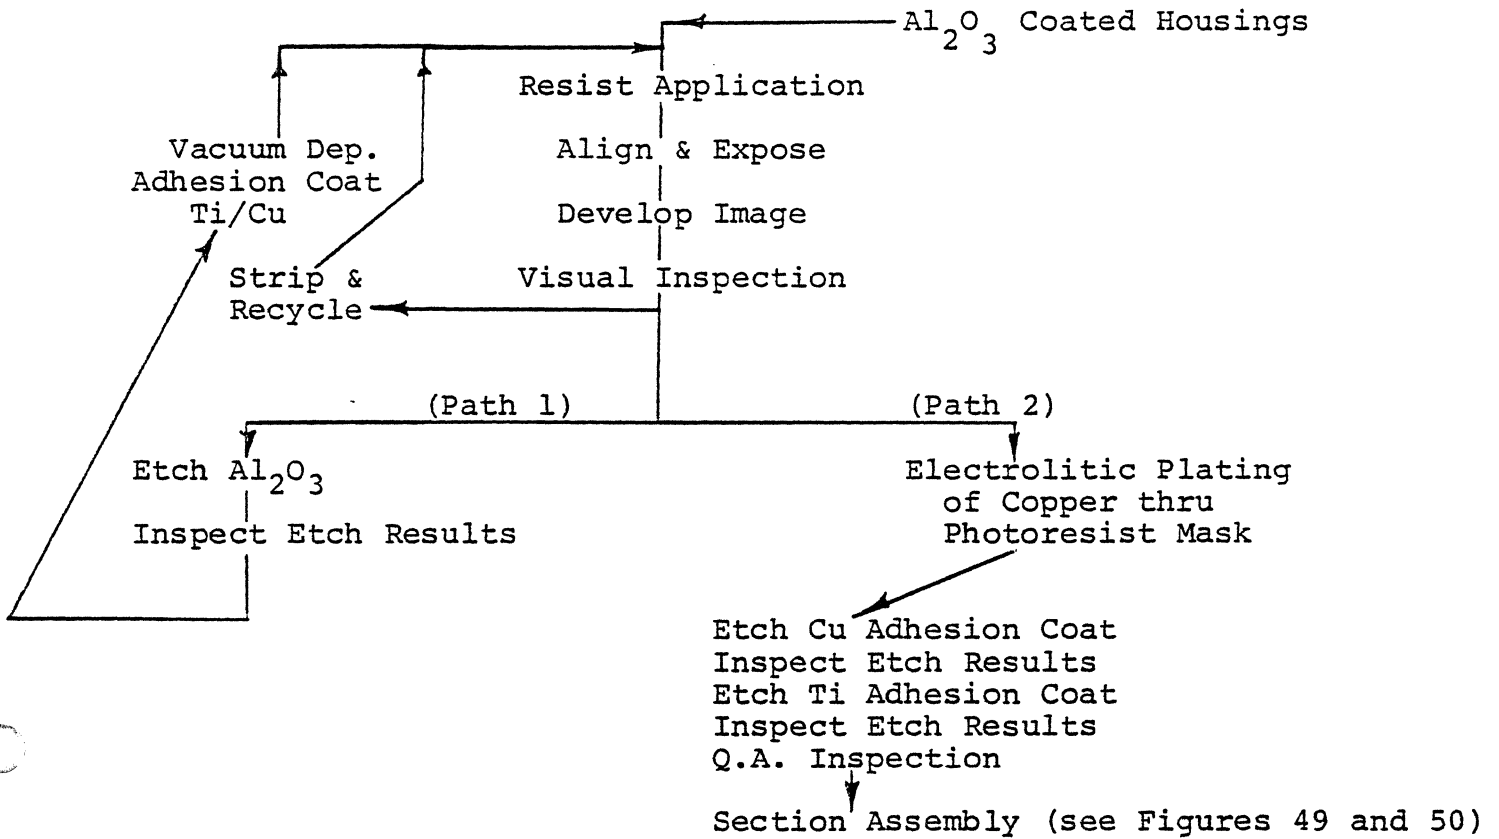 Al2O3 Coated Housings
Resist Application
Align & Expose
Develop Image
Visual Inspection
Vacuum Dep.
Adhesion Coat
Ti/Cu
Strip &
Recycle
(Path 1)
(Path 2)
Etch Al2O3
Inspect Etch Results
Electrolitic Plating
of Copper thru
Photoresist Mask
Etch Cu Adhesion Coat
Inspect Etch Results
Etch Ti Adhesion Coat
Inspect Etch Results
Q.A. Inspection
Section Assembly (see Figures 49 and 50)